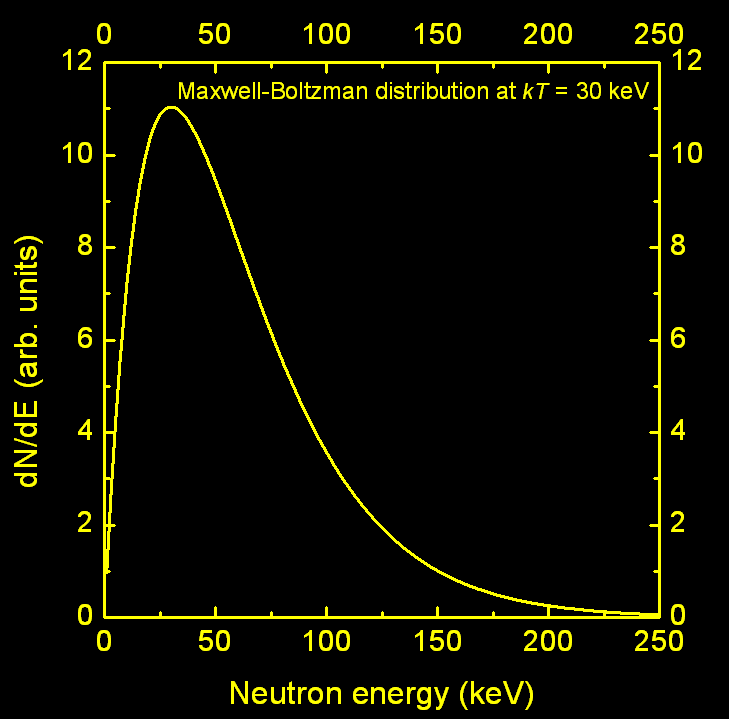 0 50 100 150 200 250
Maxwell-Boltzman distribution at kT = 30 keV
12 12
10 10
8 8
6 6
4 4
2 2
0 0
dN/dE (arb. units)
0 50 100 150 200 250
Neutron energy (keV)